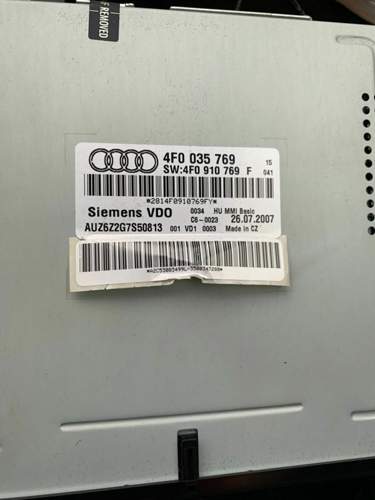 F REMOVED
4F0 035 769 15
SW:4F0 910 769 F 041
*2814F0910769FY*
Siemens VDO 0034 HU MMI Basic
C6-0023 26.07.2007
AUZ6Z2G7S50813 001 VD1 0003 Made in CZ